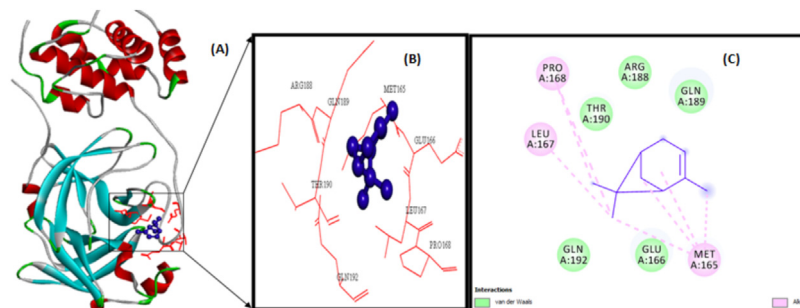 (A)
(B)
ARG188
GLN189
MET165
GLU166
THR190
LEU167
PRO168
GLN192
(C)
PRO
A:168
ARG
A:188
GLN
A:189
THR
A:190
LEU
A:167
GLN
A:192
GLU
A:166
MET
A:165
Interactions
van der Waals